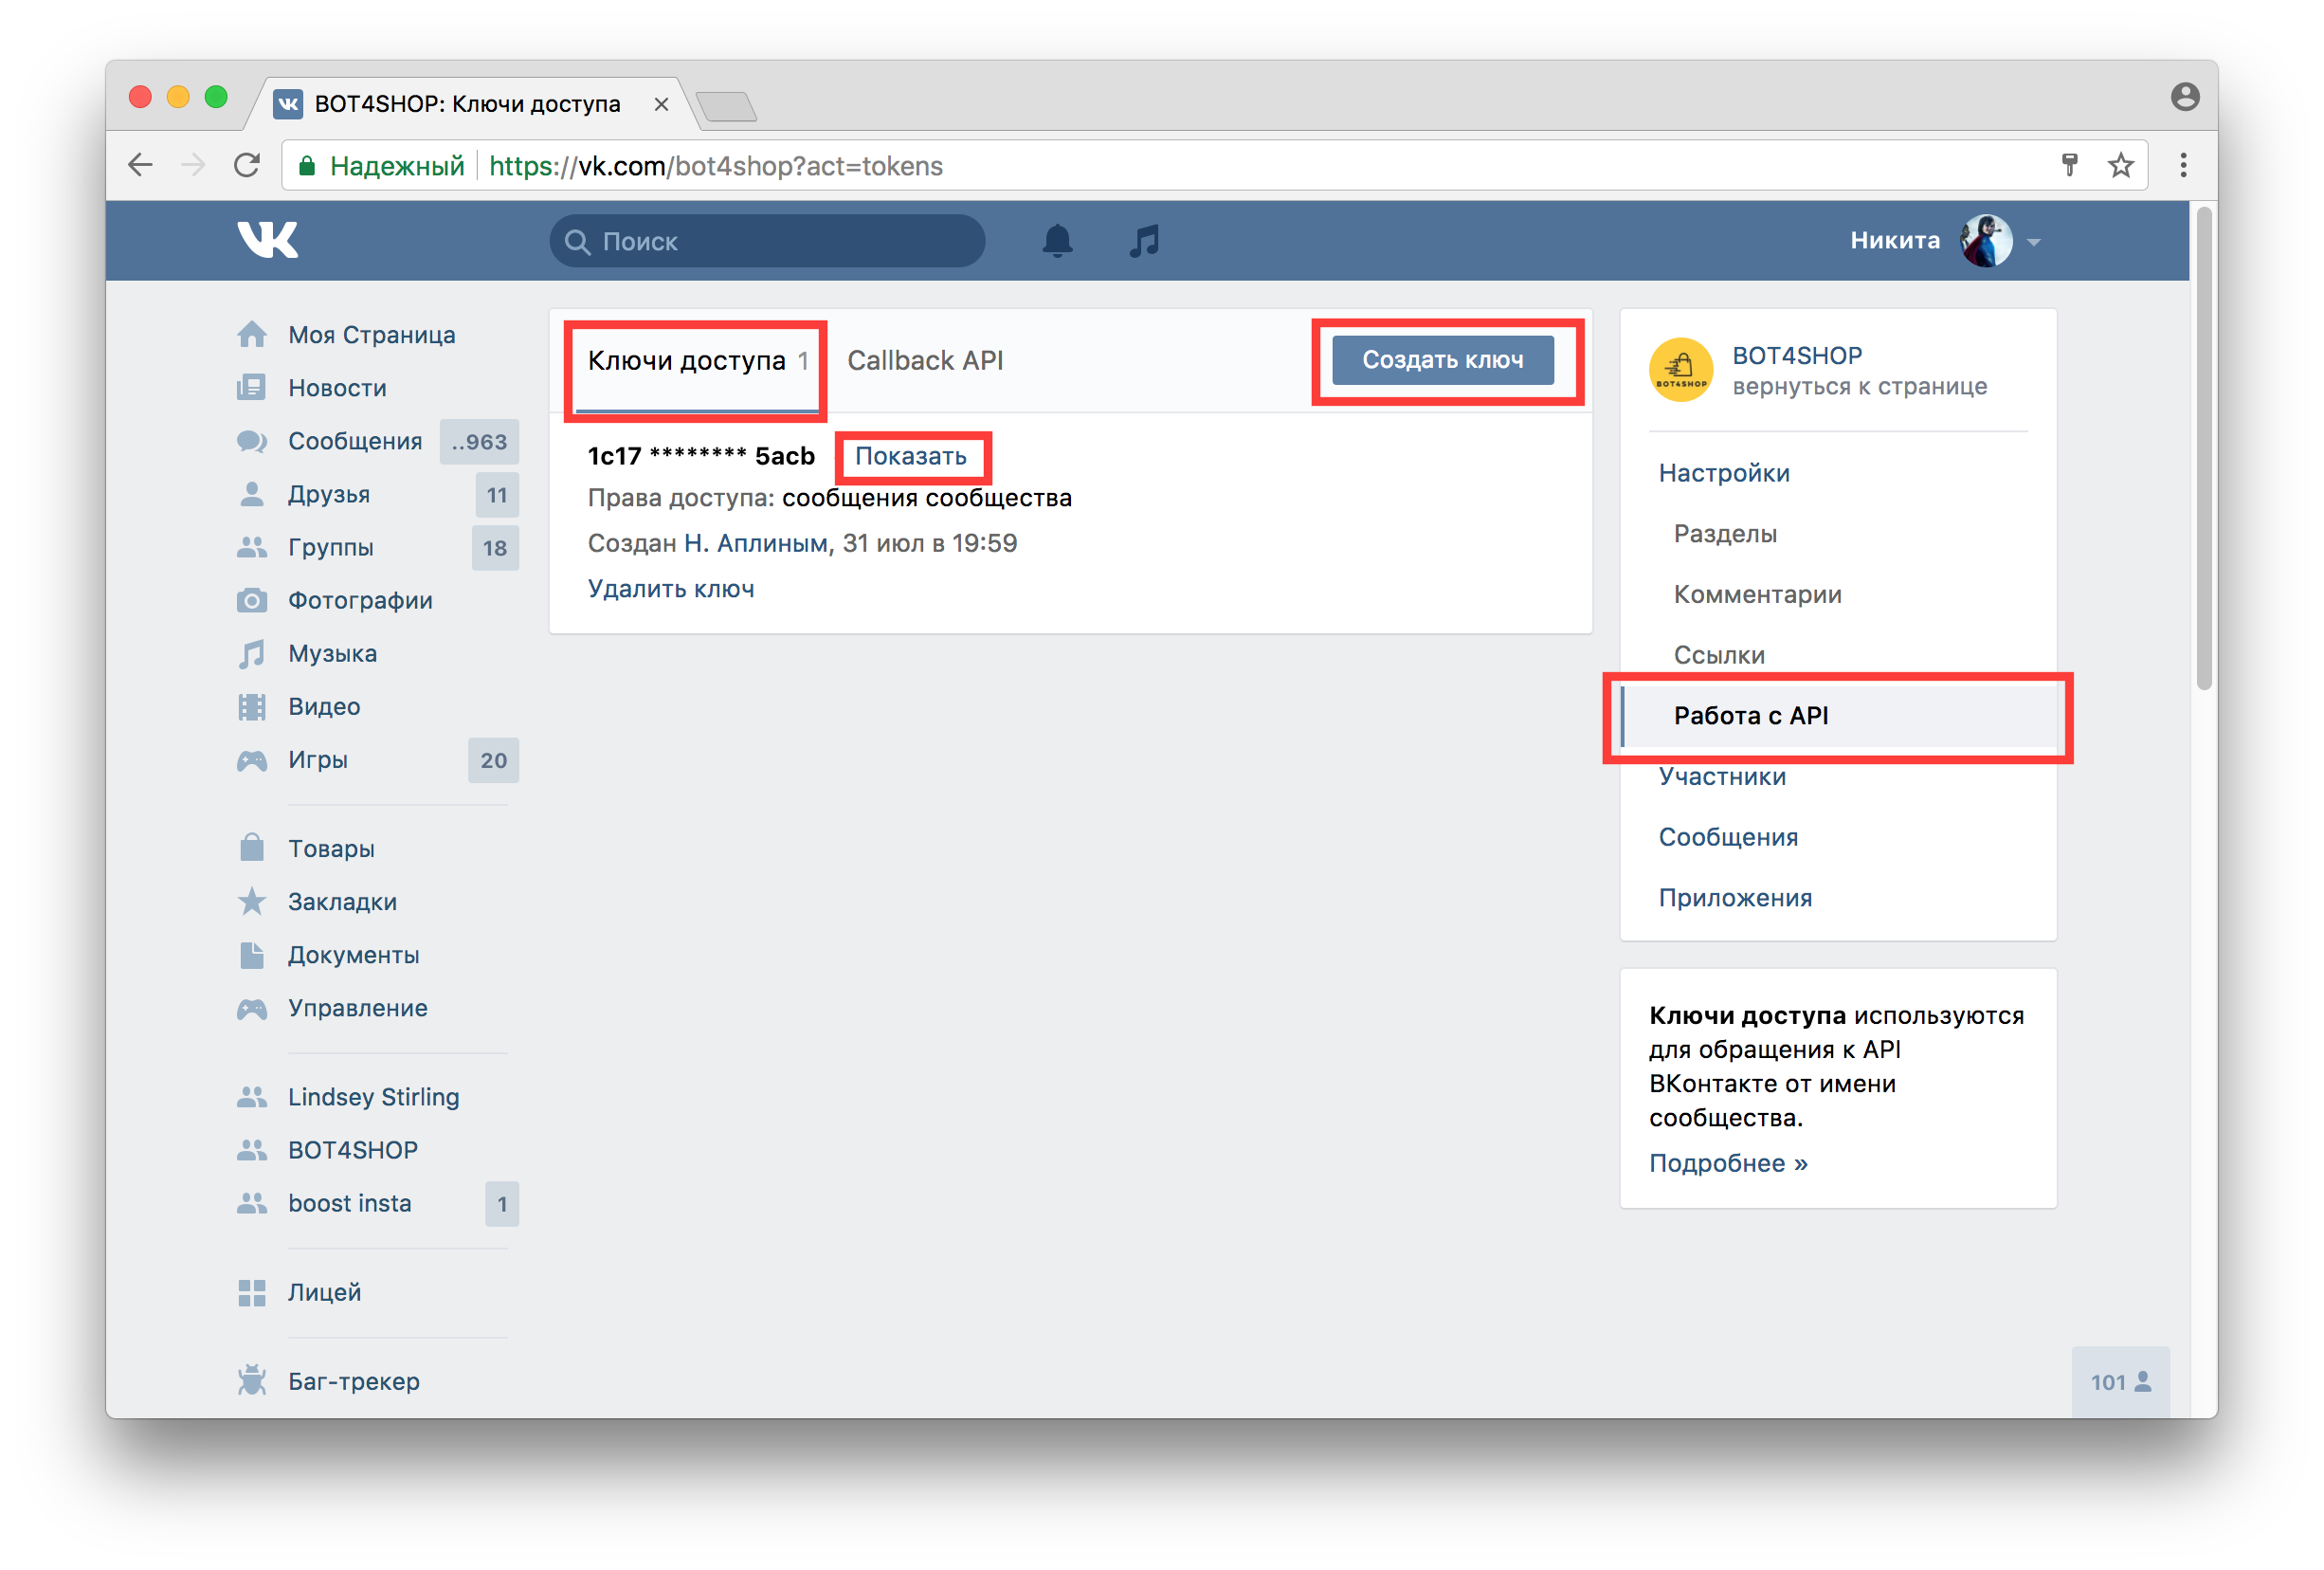 BOT4SHOP: Ключи доступа
Надежный
https://vk.com/bot4shop?act=tokens
Поиск
Никита
Моя Страница
Новости
Сообщения ..963
Друзья 11
Группы 18
Фотографии
Музыка
Видео
Игры 20
Товары
Закладки
Документы
Управление
Lindsey Stirling
BOT4SHOP
boost insta 1
Лицей
Баг-трекер
Ключи доступа 1
Callback API
Создать ключ
1c17 ******** 5acb
Показать
Права доступа: сообщения сообщества
Создан Н. Аплиным, 31 июл в 19:59
Удалить ключ
BOT4SHOP
BOT4SHOP
вернуться к странице
Настройки
Разделы
Комментарии
Ссылки
Работа с API
Участники
Сообщения
Приложения
Ключи доступа используются
для обращения к API
ВКонтакте от имени
сообщества.
Подробнее »
101